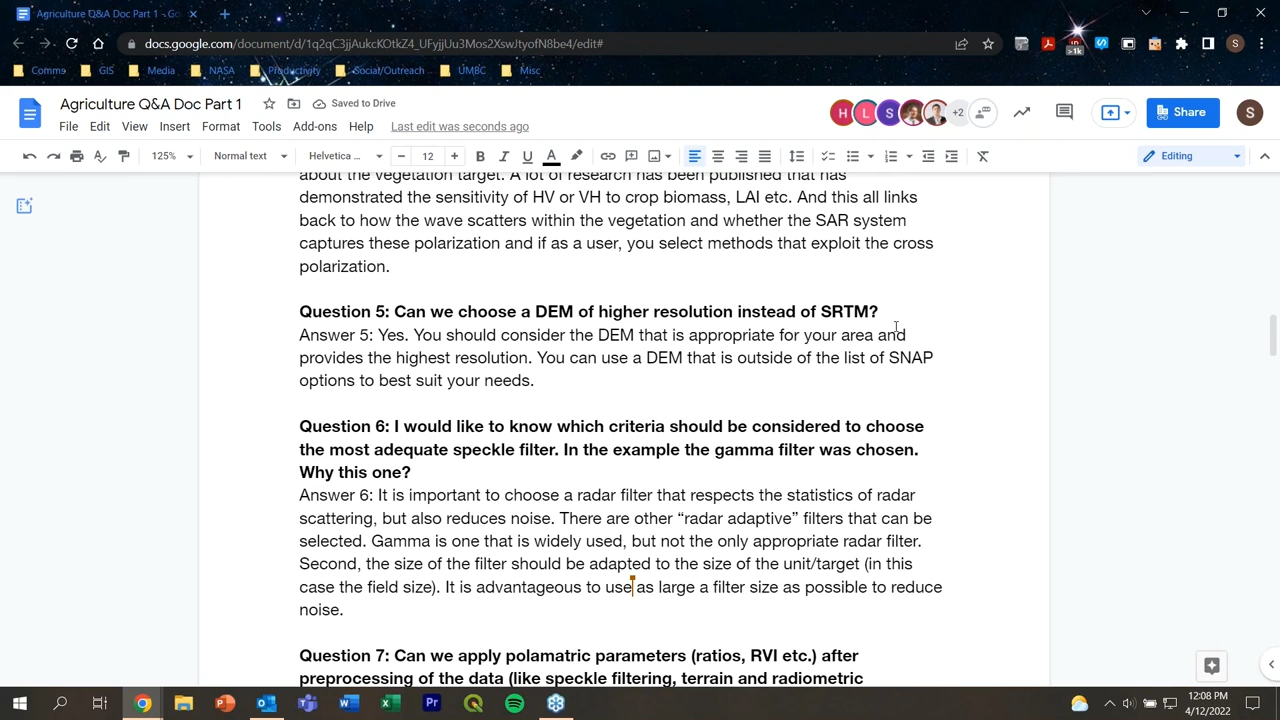 Agriculture Q&A Doc Part 1 - Go
docs.google.com/document/d/1q2qC3jjAukcKOtkZ4_UFyjjUu3Mos2XswJtyofN8be4/edit#
>1k
S
Comms
GIS
Media
NASA
Productivity
Social/Outreach
UMBC
Misc
Agriculture Q&A Doc Part 1
Saved to Drive
File Edit View Insert Format Tools Add-ons Help Last edit was seconds ago
H L S +2
Share
S
125% Normal text Helvetica ... 12 B I U A
Editing
about the vegetation target. A lot of research has been published that has
demonstrated the sensitivity of HV or VH to crop biomass, LAI etc. And this all links
back to how the wave scatters within the vegetation and whether the SAR system
captures these polarization and if as a user, you select methods that exploit the cross
polarization.
Question 5: Can we choose a DEM of higher resolution instead of SRTM?
Answer 5: Yes. You should consider the DEM that is appropriate for your area and
provides the highest resolution. You can use a DEM that is outside of the list of SNAP
options to best suit your needs.
Question 6: I would like to know which criteria should be considered to choose
the most adequate speckle filter. In the example the gamma filter was chosen.
Why this one?
Answer 6: It is important to choose a radar filter that respects the statistics of radar
scattering, but also reduces noise. There are other “radar adaptive” filters that can be
selected. Gamma is one that is widely used, but not the only appropriate radar filter.
Second, the size of the filter should be adapted to the size of the unit/target (in this
case the field size). It is advantageous to use as large a filter size as possible to reduce
noise.
Question 7: Can we apply polamatric parameters (ratios, RVI etc.) after
preprocessing of the data (like speckle filtering, terrain and radiometric
12:08 PM
4/12/2022